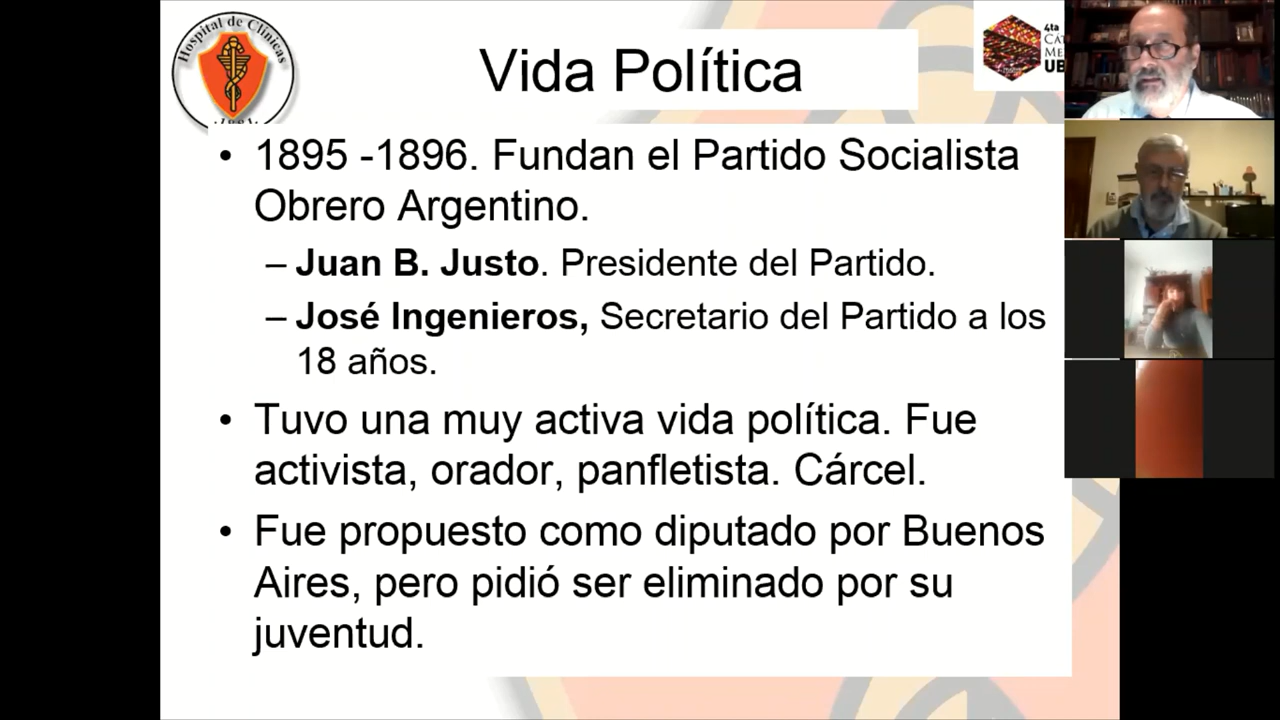 Hospital de Clínicas
Vida Política
4ta
UB
• 1895 -1896. Fundan el Partido Socialista
Obrero Argentino.
– Juan B. Justo. Presidente del Partido.
– José Ingenieros, Secretario del Partido a los
18 años.
• Tuvo una muy activa vida política. Fue
activista, orador, panfletista. Cárcel.
• Fue propuesto como diputado por Buenos
Aires, pero pidió ser eliminado por su
juventud.